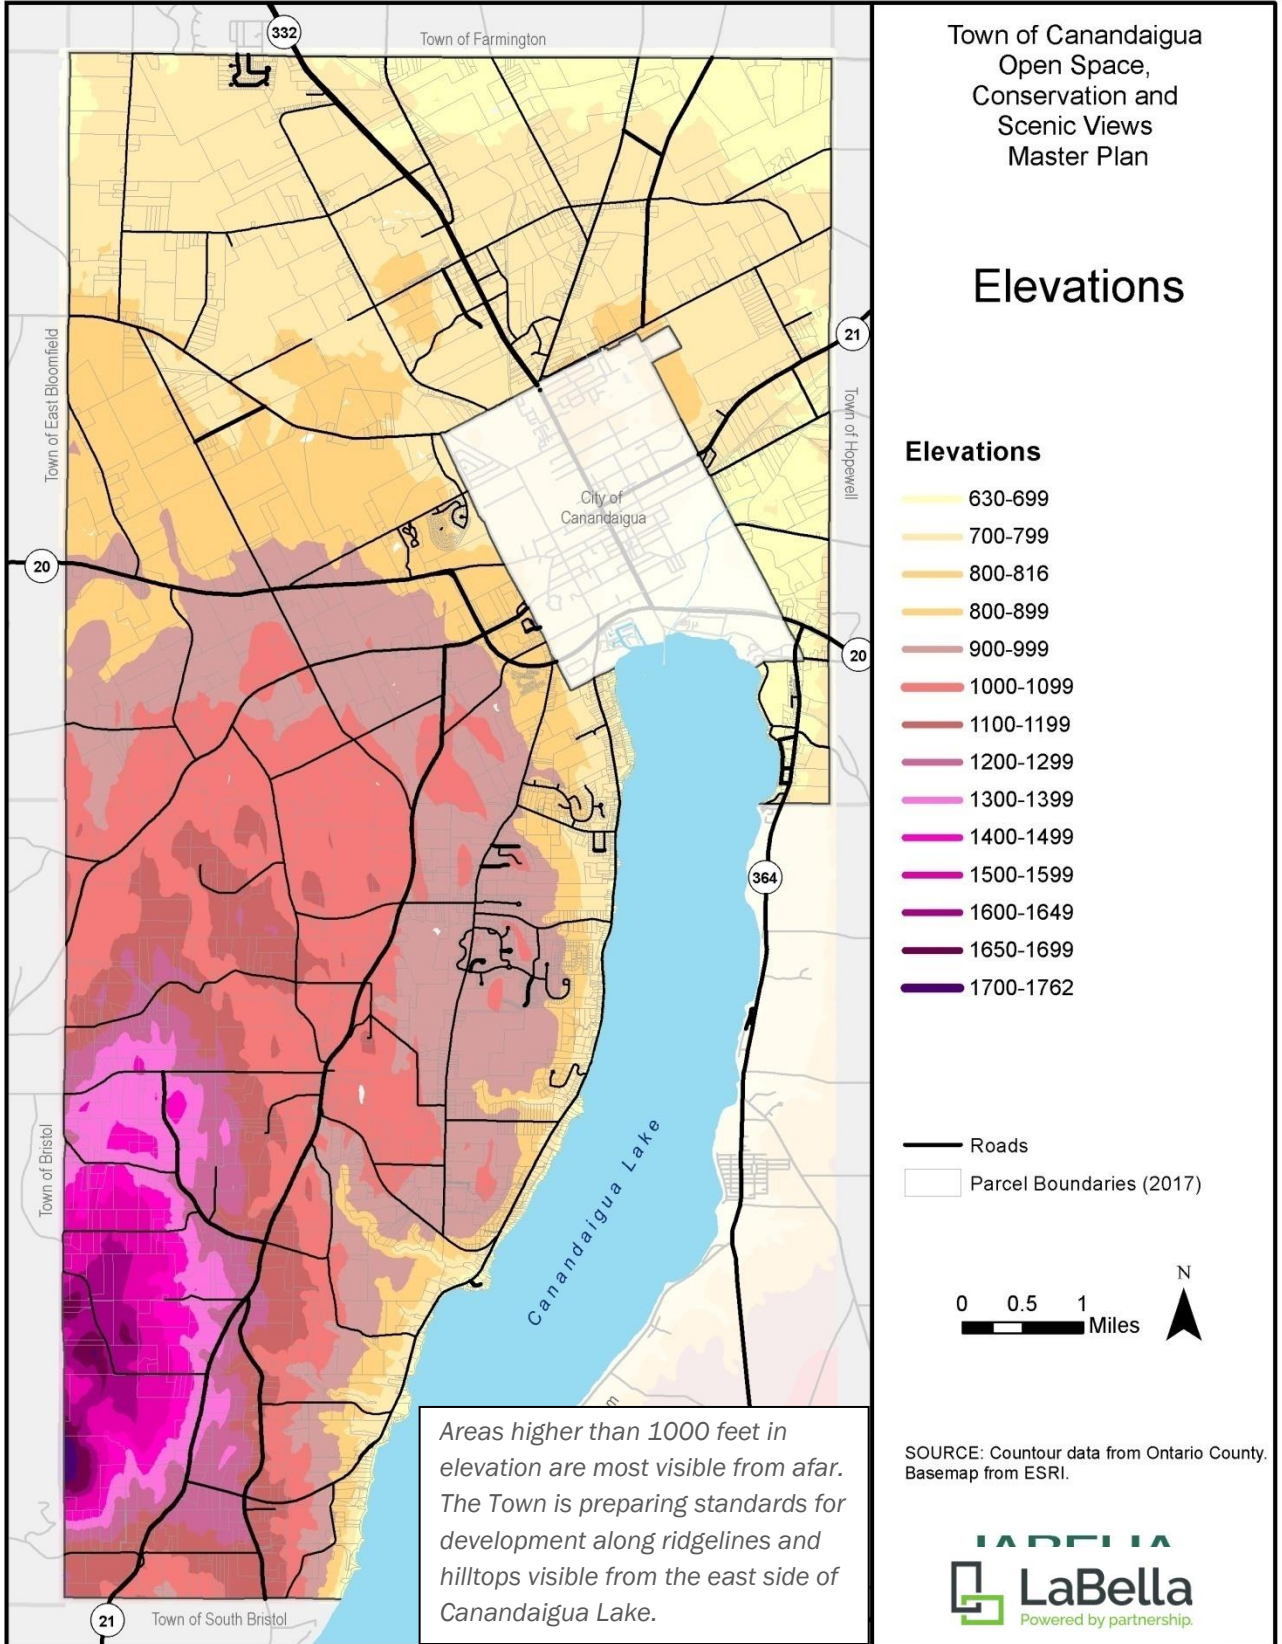 332
Town of Farmington
21
Town of East Bloomfield
Town of Hopewell
City of
Canandaigua
20
20
364
Canandaigua Lake
Town of Bristol
21
Town of South Bristol
Areas higher than 1000 feet in
elevation are most visible from afar.
The Town is preparing standards for
development along ridgelines and
hilltops visible from the east side of
Canandaigua Lake.
Town of Canandaigua
Open Space,
Conservation and
Scenic Views
Master Plan
Elevations
Elevations
630-699
700-799
800-816
800-899
900-999
1000-1099
1100-1199
1200-1299
1300-1399
1400-1499
1500-1599
1600-1649
1650-1699
1700-1762
Roads
Parcel Boundaries (2017)
N
0 0.5 1
Miles
SOURCE: Countour data from Ontario County.
Basemap from ESRI.
LaBella
Powered by partnership.